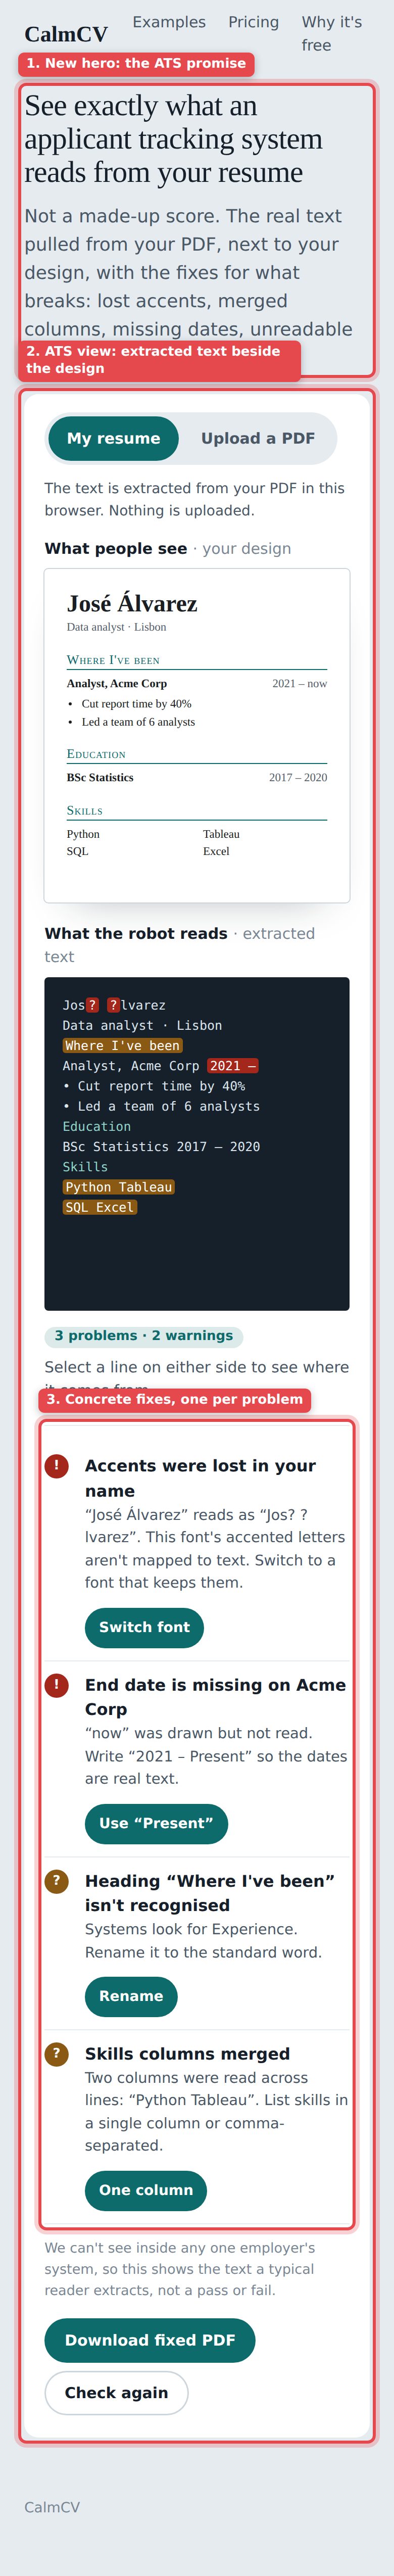 CalmCV
Examples
Pricing
Why it's
free
1. New hero: the ATS promise
See exactly what an
applicant tracking system
reads from your resume
Not a made-up score. The real text
pulled from your PDF, next to your
design, with the fixes for what
breaks: lost accents, merged
columns, missing dates, unreadable
2. ATS view: extracted text beside
the design
My resume
Upload a PDF
The text is extracted from your PDF in this
browser. Nothing is uploaded.
What people see · your design
José Álvarez
Data analyst · Lisbon
Where I've been
Analyst, Acme Corp 2021 – now
• Cut report time by 40%
• Led a team of 6 analysts
Education
BSc Statistics 2017 – 2020
Skills
Python Tableau
SQL Excel
What the robot reads · extracted
text
Jos? ?lvarez
Data analyst · Lisbon
Where I've been
Analyst, Acme Corp 2021 –
• Cut report time by 40%
• Led a team of 6 analysts
Education
BSc Statistics 2017 – 2020
Skills
Python Tableau
SQL Excel
3 problems · 2 warnings
Select a line on either side to see where
3. Concrete fixes, one per problem
! Accents were lost in your
name
“José Álvarez” reads as “Jos? ?
lvarez”. This font's accented letters
aren't mapped to text. Switch to a
font that keeps them.
Switch font
! End date is missing on Acme
Corp
“now” was drawn but not read.
Write “2021 – Present” so the dates
are real text.
Use “Present”
? Heading “Where I've been”
isn't recognised
Systems look for Experience.
Rename it to the standard word.
Rename
? Skills columns merged
Two columns were read across
lines: “Python Tableau”. List skills in
a single column or comma-
separated.
One column
We can't see inside any one employer's
system, so this shows the text a typical
reader extracts, not a pass or fail.
Download fixed PDF
Check again
CalmCV